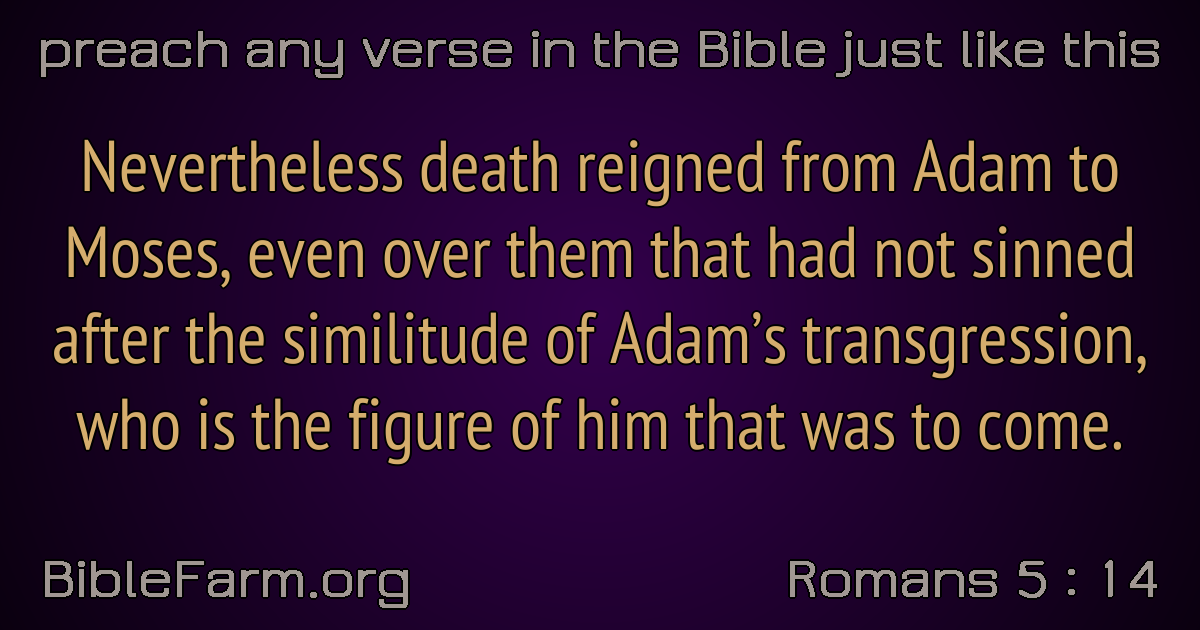 preach any verse in the Bible just like this
Nevertheless death reigned from Adam to
Moses, even over them that had not sinned
after the similitude of Adam’s transgression,
who is the figure of him that was to come.
BibleFarm.org
Romans 5 : 14